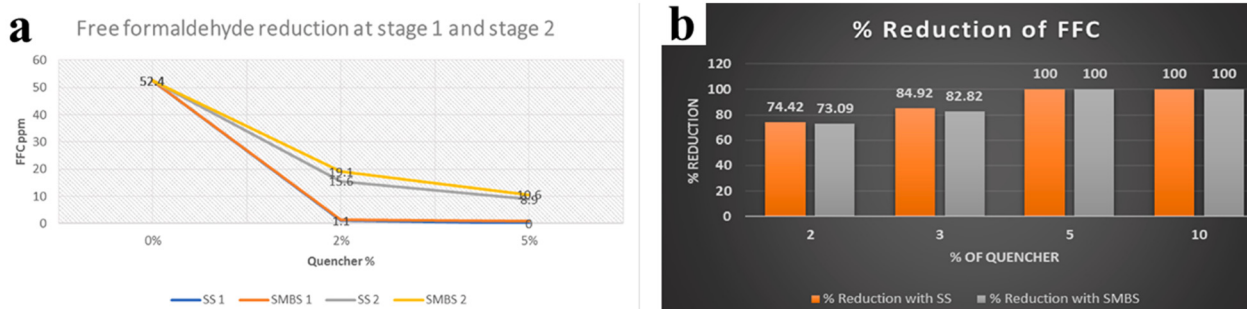 a
Free formaldehyde reduction at stage 1 and stage 2
60
50
40
30
20
10
0
FFC ppm
52.4
19.1
15.6
1.1
10.6
8.9
0
0%
2%
5%
Quencher %
SS 1
SMBS 1
SS 2
SMBS 2
b
% Reduction of FFC
120
100
80
60
40
20
0
% REDUCTION
74.42
73.09
84.92
82.82
100
100
100
100
2
3
5
10
% OF QUENCHER
% Reduction with SS
% Reduction with SMBS